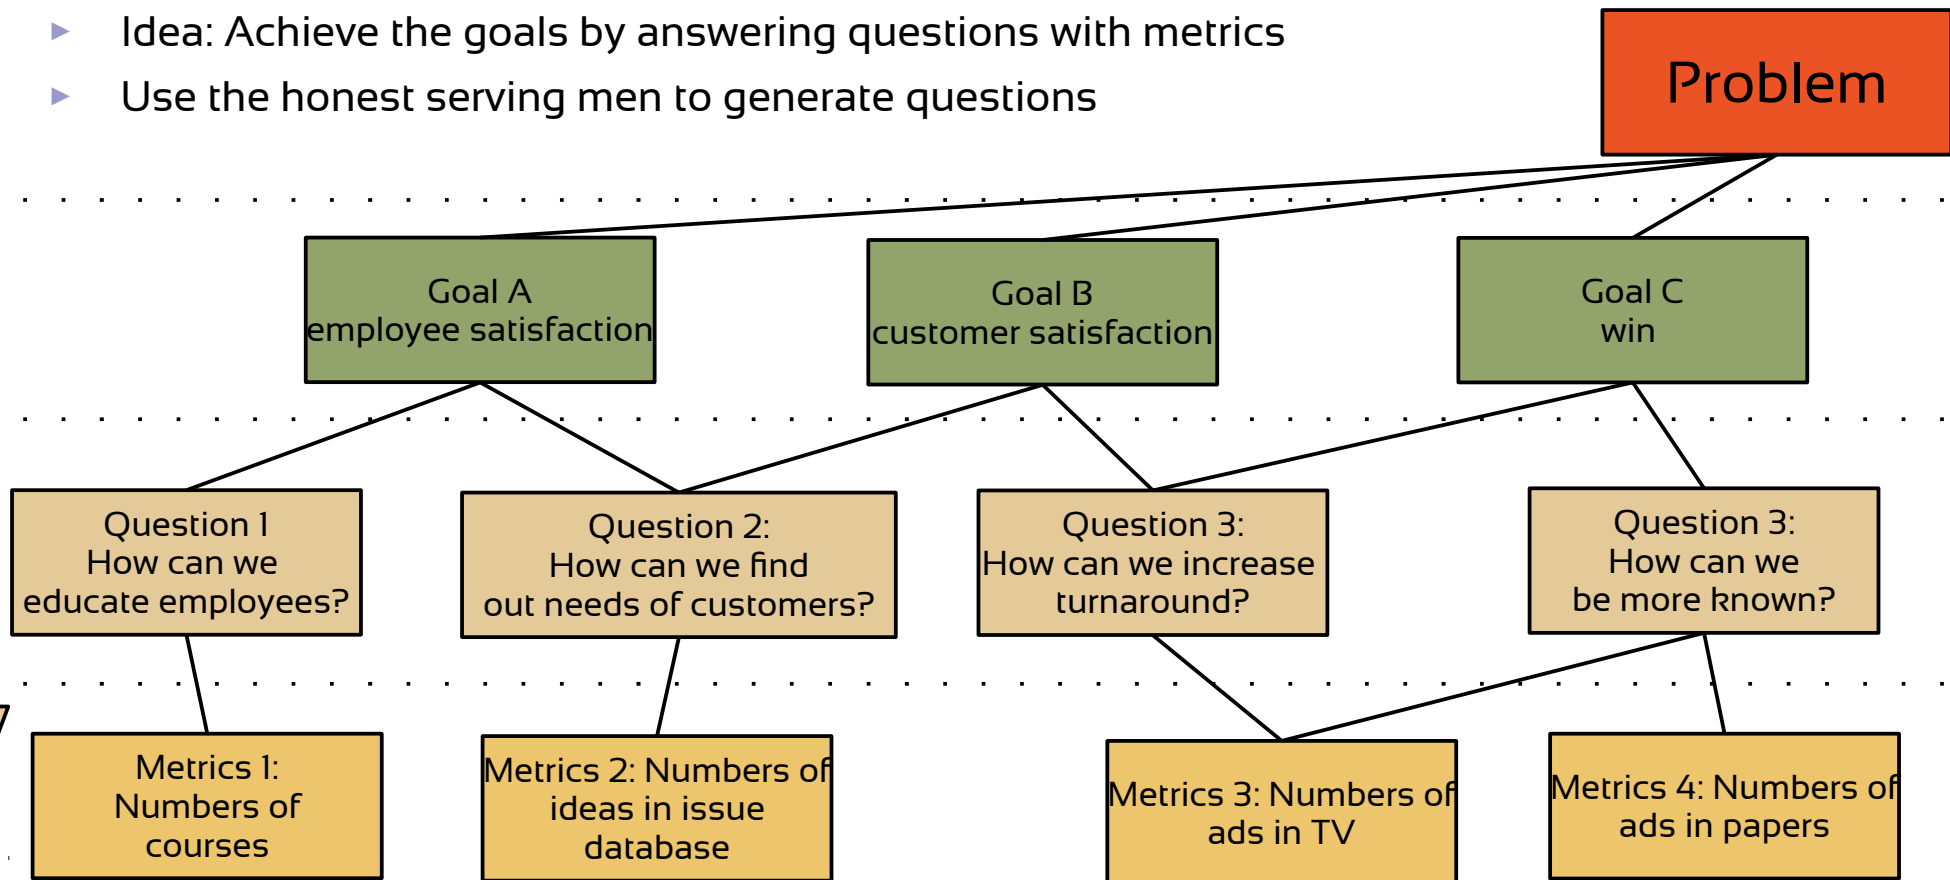 Idea: Achieve the goals by answering questions with metrics
Use the honest serving men to generate questions
Problem
Goal A
employee satisfaction
Goal B
customer satisfaction
Goal C
win
Question 1
How can we
educate employees?
Question 2:
How can we find
out needs of customers?
Question 3:
How can we increase
turnaround?
Question 3:
How can we
be more known?
Metrics 1:
Numbers of
courses
Metrics 2: Numbers of
ideas in issue
database
Metrics 3: Numbers of
ads in TV
Metrics 4: Numbers of
ads in papers